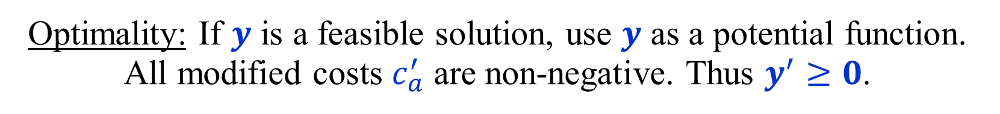 Optimality: If y is a feasible solution, use y as a potential function.
All modified costs c′ₐ are non-negative. Thus y′ ≥ 0.